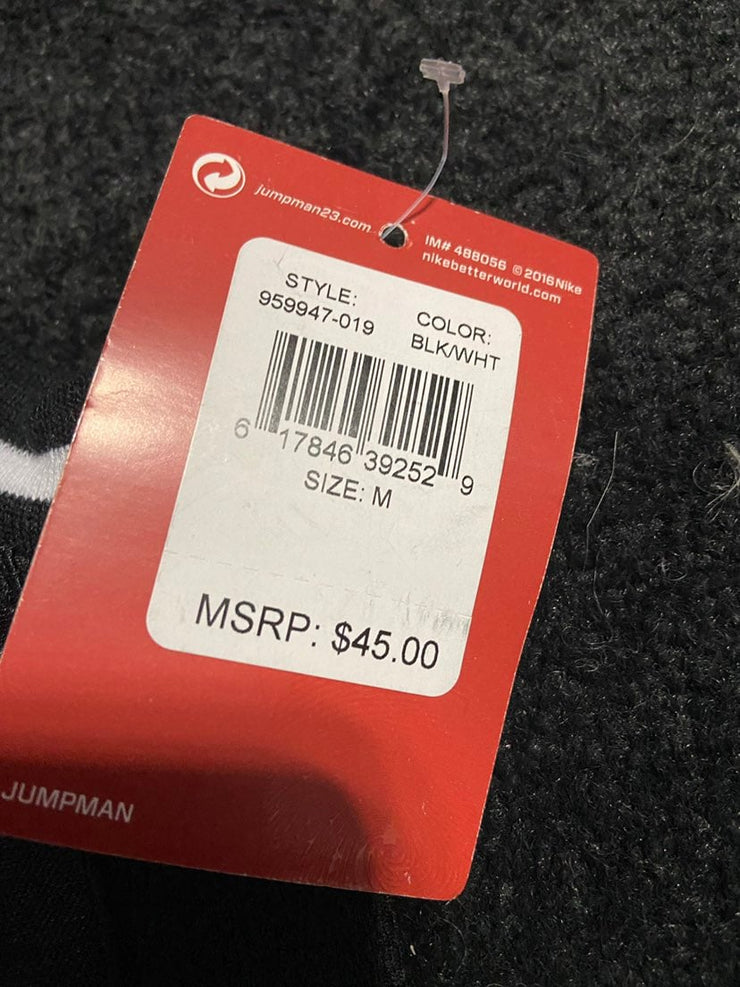 jumpman23.com
IM# 488056 © 2016 Nike
nikebetterworld.com
STYLE:
959947-019
COLOR:
BLK/WHT
6 17846 39252 9
SIZE: M
MSRP: $45.00
JUMPMAN